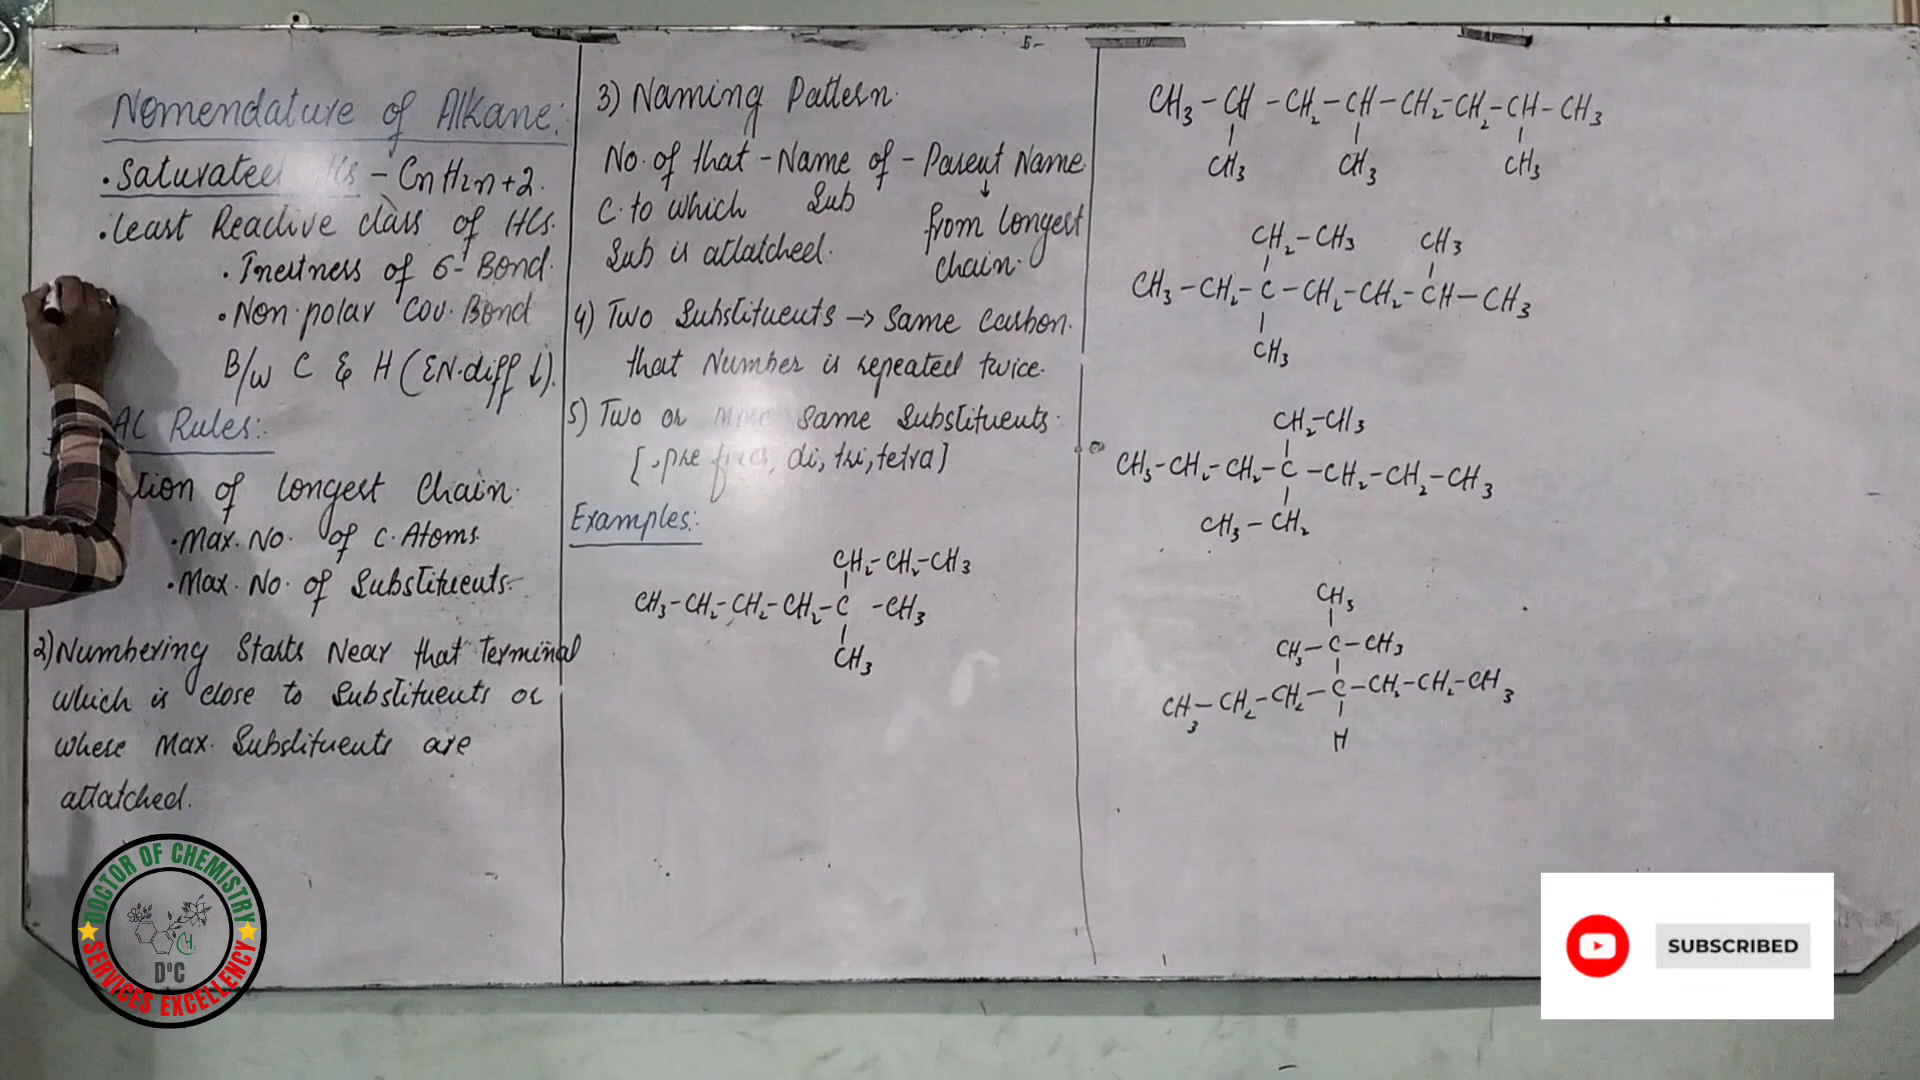 Nomenclature of Alkane:
• Saturated – CnH2n+2.
• Least Reactive class of HCs.
• Inertness of σ-Bond.
• Non-polar Cov. Bond
B/w C & H (EN.diff ↓).
AC Rules:
tion of longest Chain.
• Max. No. of C. Atoms.
• Max. No. of Substituents.
2) Numbering Starts Near that Terminal
which is close to Substituents or
where Max. Substituents are
attatched.
3) Naming Pattern.
No. of that – Name of – Parent Name
C. to which Sub ↓
Sub is attatched. from longest
chain.
4) Two Substituents → Same Carbon.
that Number is repeated twice.
5) Two or More Same Substituents.
[. pre fixes, di, tri, tetra]
Examples:
CH2–CH2–CH3
CH3–CH2–CH2–CH2–C –CH3
CH3
6-
CH3–CH–CH2–CH–CH2–CH2–CH–CH3
CH3 CH3 CH3
CH2–CH3 CH3
CH3–CH2–C–CH2–CH2–CH–CH3
CH3
CH2–CH3
CH3–CH2–CH2–C–CH2–CH2–CH3
CH3–CH2
CH3
CH3–C–CH3
CH3–CH2–CH2–C–CH2–CH2–CH3
H
DOCTOR OF CHEMISTRY
D°C
SERVICES EXCELLENCY
SUBSCRIBED